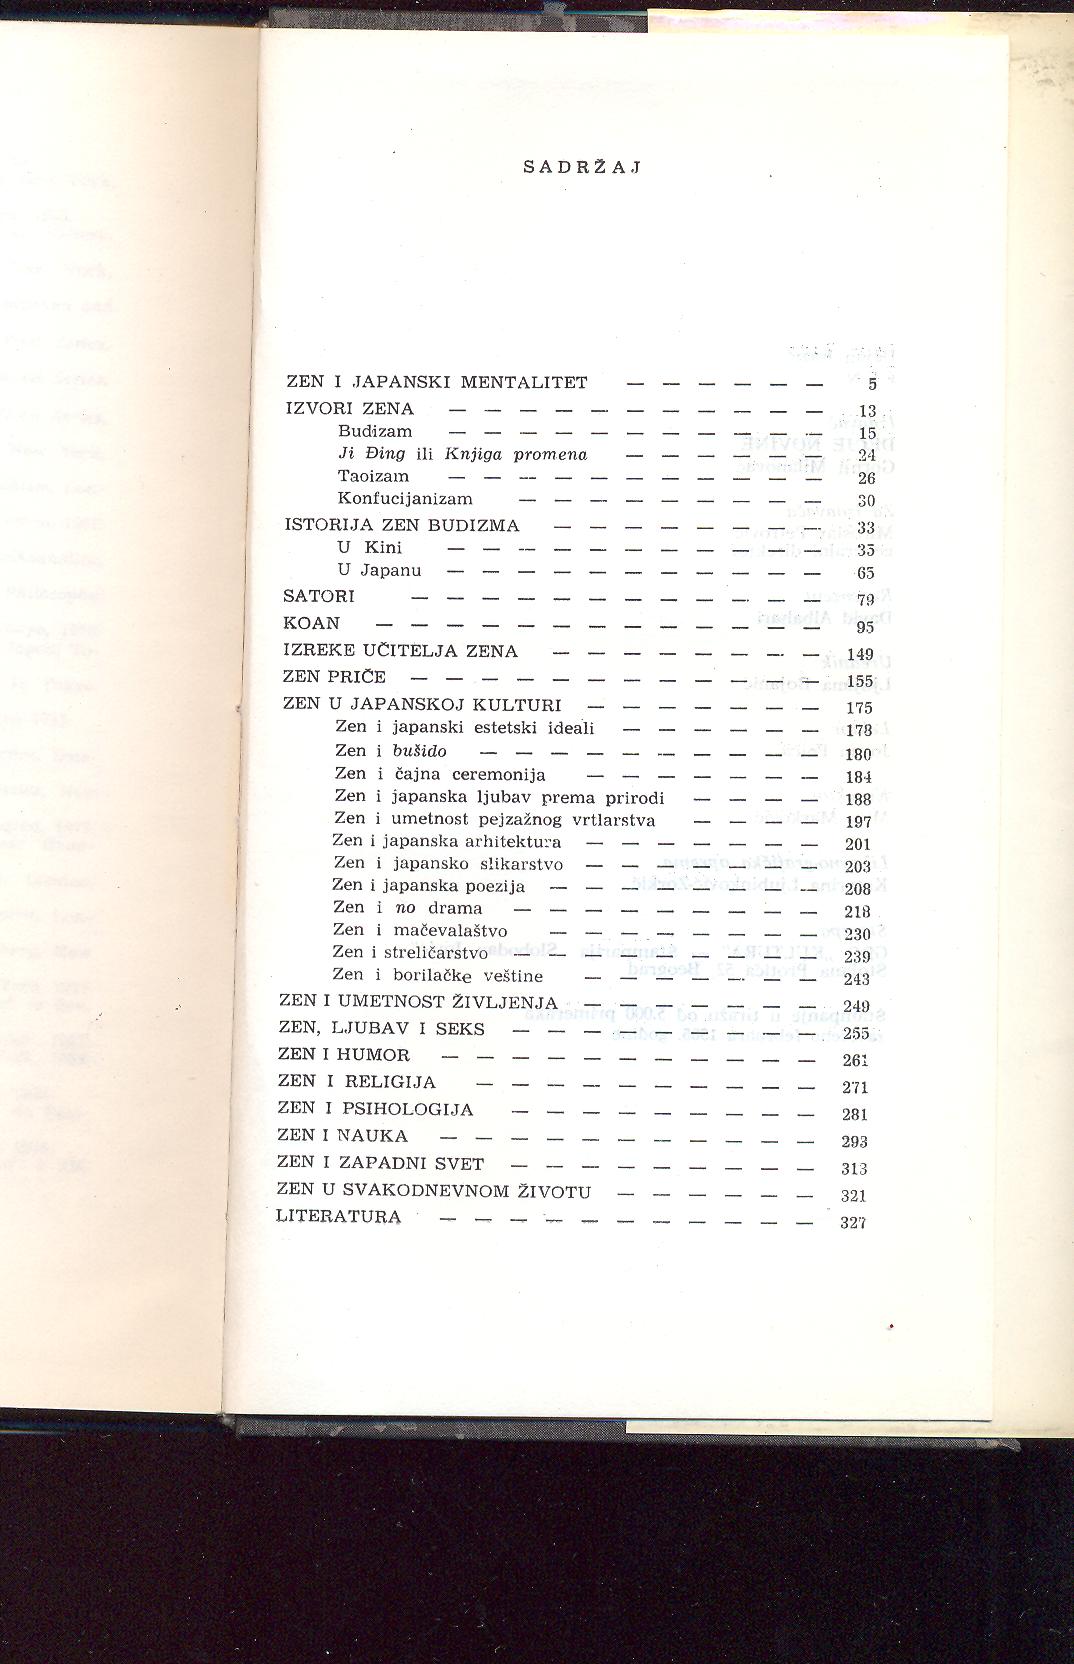 SADRŽAJ
ZEN I JAPANSKI MENTALITET — — — — — — 5
IZVORI ZENA — — — — — — — — — — — 13
Budizam — — — — — — — — — — — 15
Ji Đing ili Knjiga promena — — — — — — 24
Taoizam — — — — — — — — — — — 26
Konfucijanizam — — — — — — — — — 30
ISTORIJA ZEN BUDIZMA — — — — — — — — 33
U Kini — — — — — — — — — — — 35
U Japanu — — — — — — — — — — — 65
SATORI — — — — — — — — — — — — 79
KOAN — — — — — — — — — — — — — 95
IZREKE UČITELJA ZENA — — — — — — — — 149
ZEN PRIČE — — — — — — — — — — — — 155
ZEN U JAPANSKOJ KULTURI — — — — — — — 175
Zen i japanski estetski ideali — — — — — — 178
Zen i bušido — — — — — — — — — — 180
Zen i čajna ceremonija — — — — — — — 184
Zen i japanska ljubav prema prirodi — — — — 188
Zen i umetnost pejzažnog vrtlarstva — — — — 197
Zen i japanska arhitektura — — — — — — — 201
Zen i japansko slikarstvo — — — — — — — 203
Zen i japanska poezija — — — — — — — — 208
Zen i no drama — — — — — — — — — 218
Zen i mačevalaštvo — — — — — — — — 230
Zen i streličarstvo — — — — — — — — — 239
Zen i borilačke veštine — — — — — — — 243
ZEN I UMETNOST ŽIVLJENJA — — — — — — — 249
ZEN, LJUBAV I SEKS — — — — — — — — — 255
ZEN I HUMOR — — — — — — — — — — — 261
ZEN I RELIGIJA — — — — — — — — — — 271
ZEN I PSIHOLOGIJA — — — — — — — — — 281
ZEN I NAUKA — — — — — — — — — — — 293
ZEN I ZAPADNI SVET — — — — — — — — — 313
ZEN U SVAKODNEVNOM ŽIVOTU — — — — — — 321
LITERATURA — — — — — — — — — — — 327